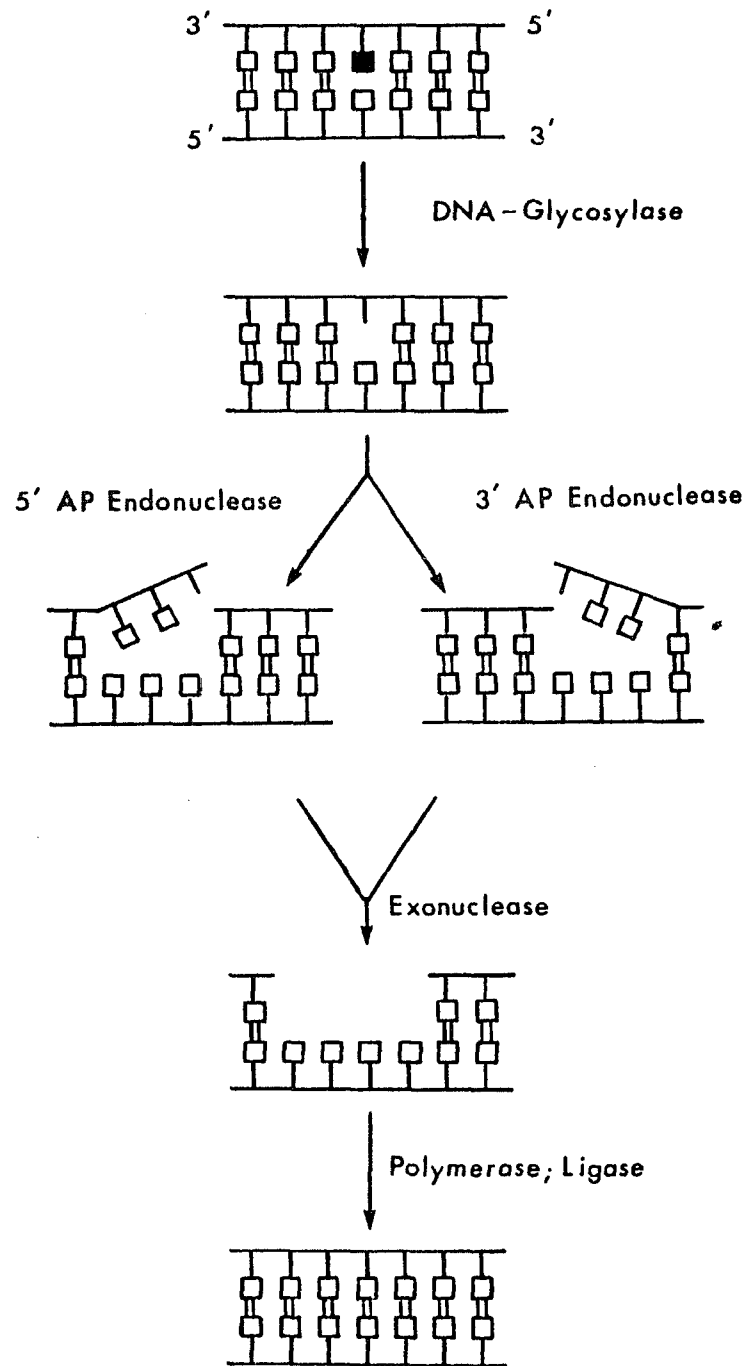 3′ 5′
5′ 3′
DNA-Glycosylase
5′ AP Endonuclease 3′ AP Endonuclease
Exonuclease
Polymerase; Ligase